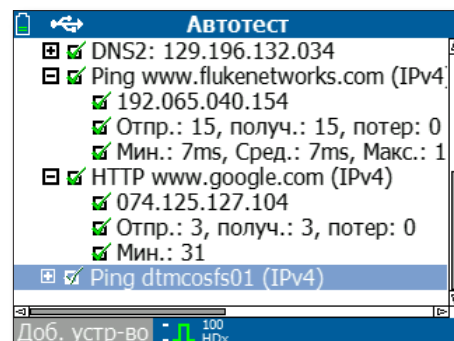 Автотест
DNS2: 129.196.132.034
Ping www.flukenetworks.com (IPv4)
192.065.040.154
Отпр.: 15, получ.: 15, потер: 0
Мин.: 7ms, Сред.: 7ms, Макс.: 1
HTTP www.google.com (IPv4)
074.125.127.104
Отпр.: 3, получ.: 3, потер: 0
Мин.: 31
Ping dtmcosfs01 (IPv4)
Доб. устр-во 100
HDx